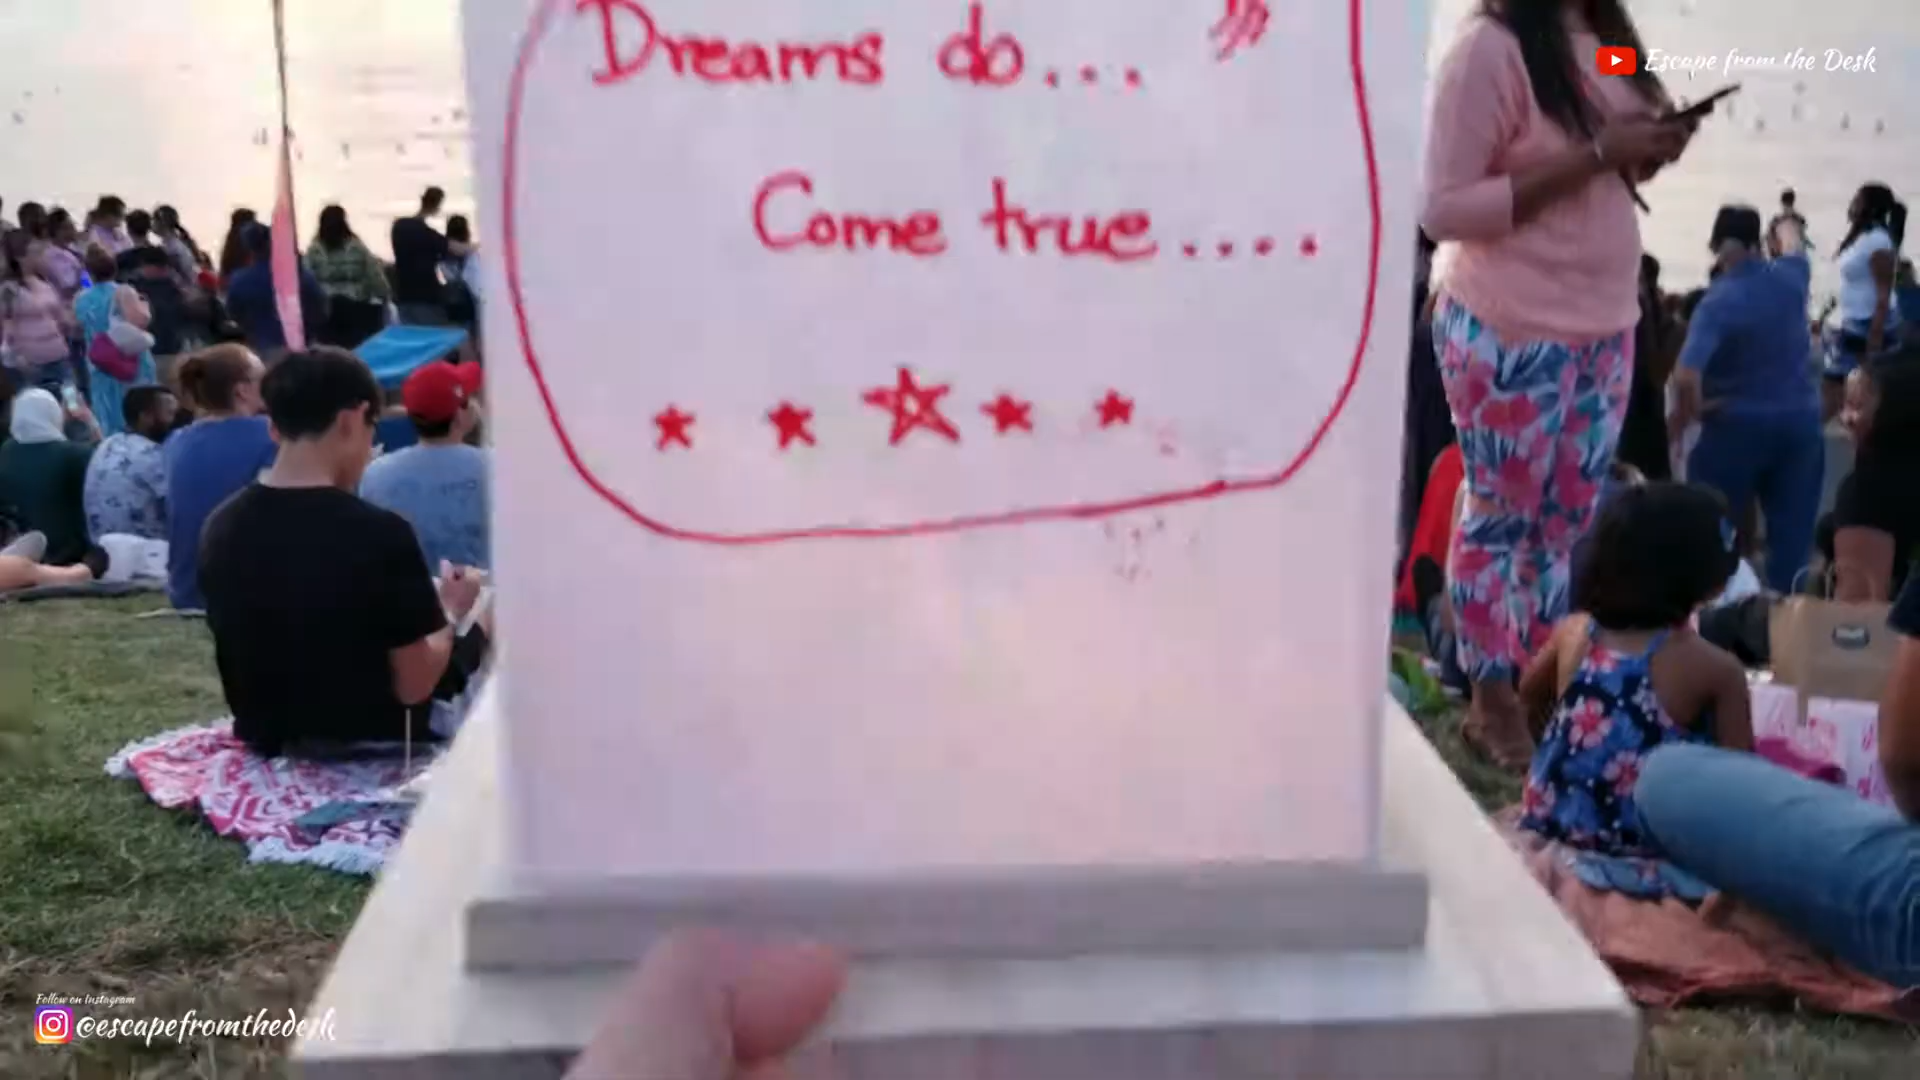 Dreams do...
Come true....
Escape from the Desk
Follow on Instagram
@escapefromthedesk